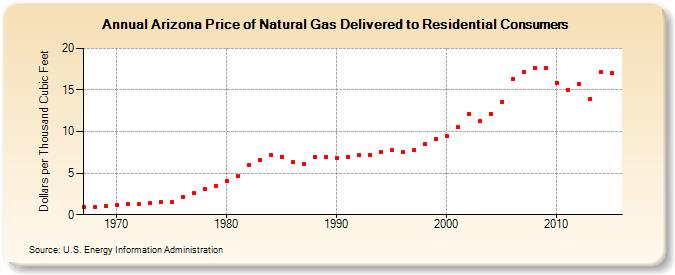 Annual Arizona Price of Natural Gas Delivered to Residential Consumers
Dollars per Thousand Cubic Feet
20
15
10
5
0
1970 1980 1990 2000 2010
Source: U.S. Energy Information Administration